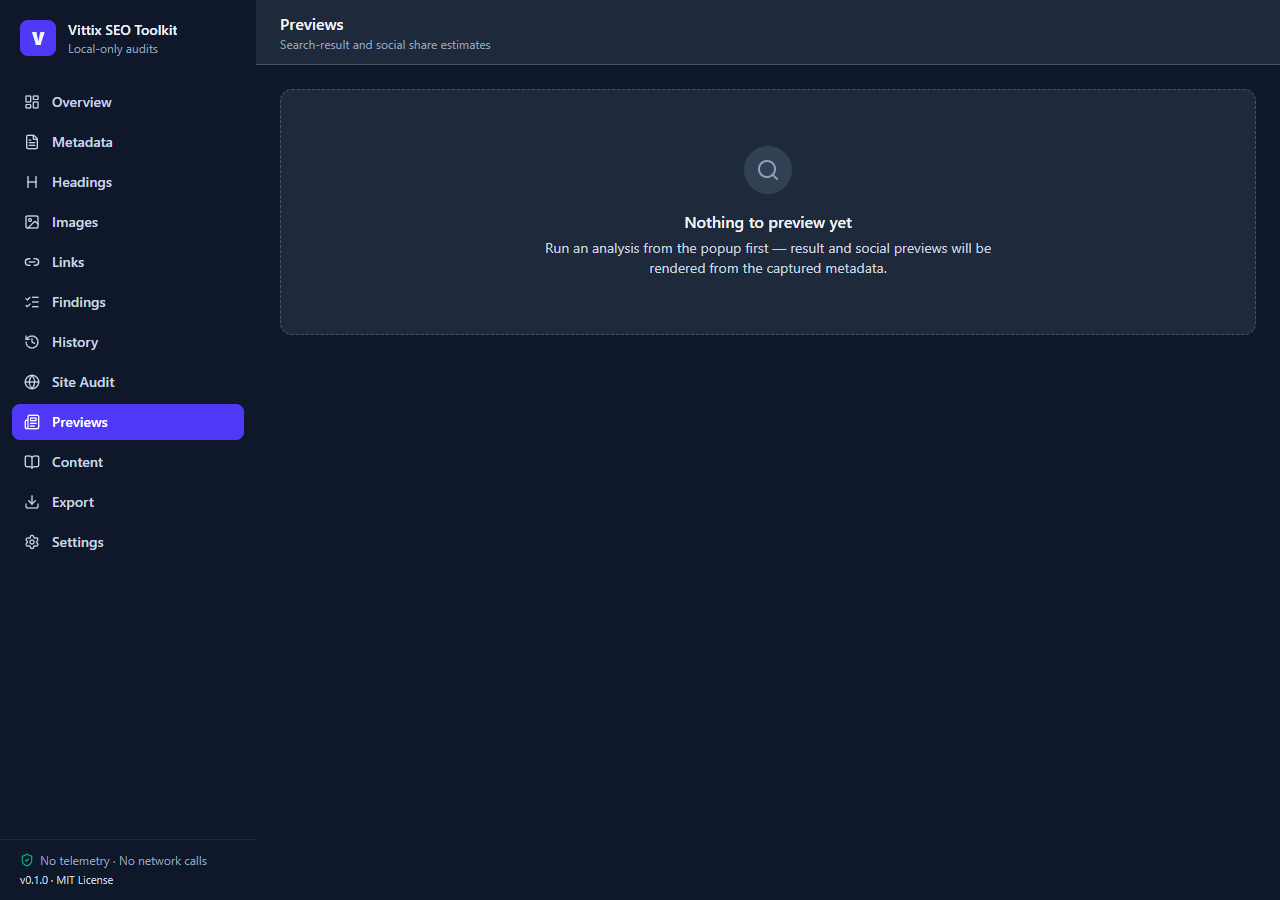 V
Vittix SEO Toolkit
Local-only audits
Overview
Metadata
Headings
Images
Links
Findings
History
Site Audit
Previews
Content
Export
Settings
No telemetry · No network calls
v0.1.0 · MIT License
Previews
Search-result and social share estimates
Nothing to preview yet
Run an analysis from the popup first — result and social previews will be
rendered from the captured metadata.